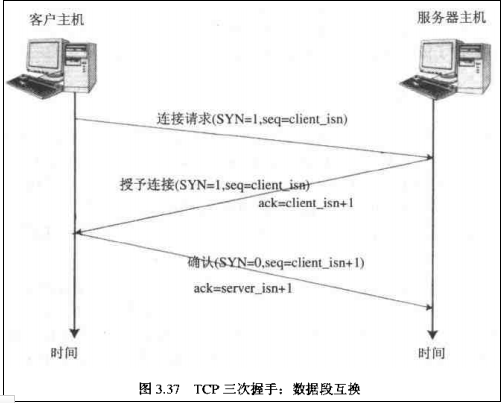 客户主机
服务器主机
连接请求(SYN=1,seq=client_isn)
授予连接(SYN=1,seq=client_isn)
ack=client_isn+1
确认(SYN=0,seq=client_isn+1)
ack=server_isn+1
时间
时间
图 3.37 TCP 三次握手：数据段互换